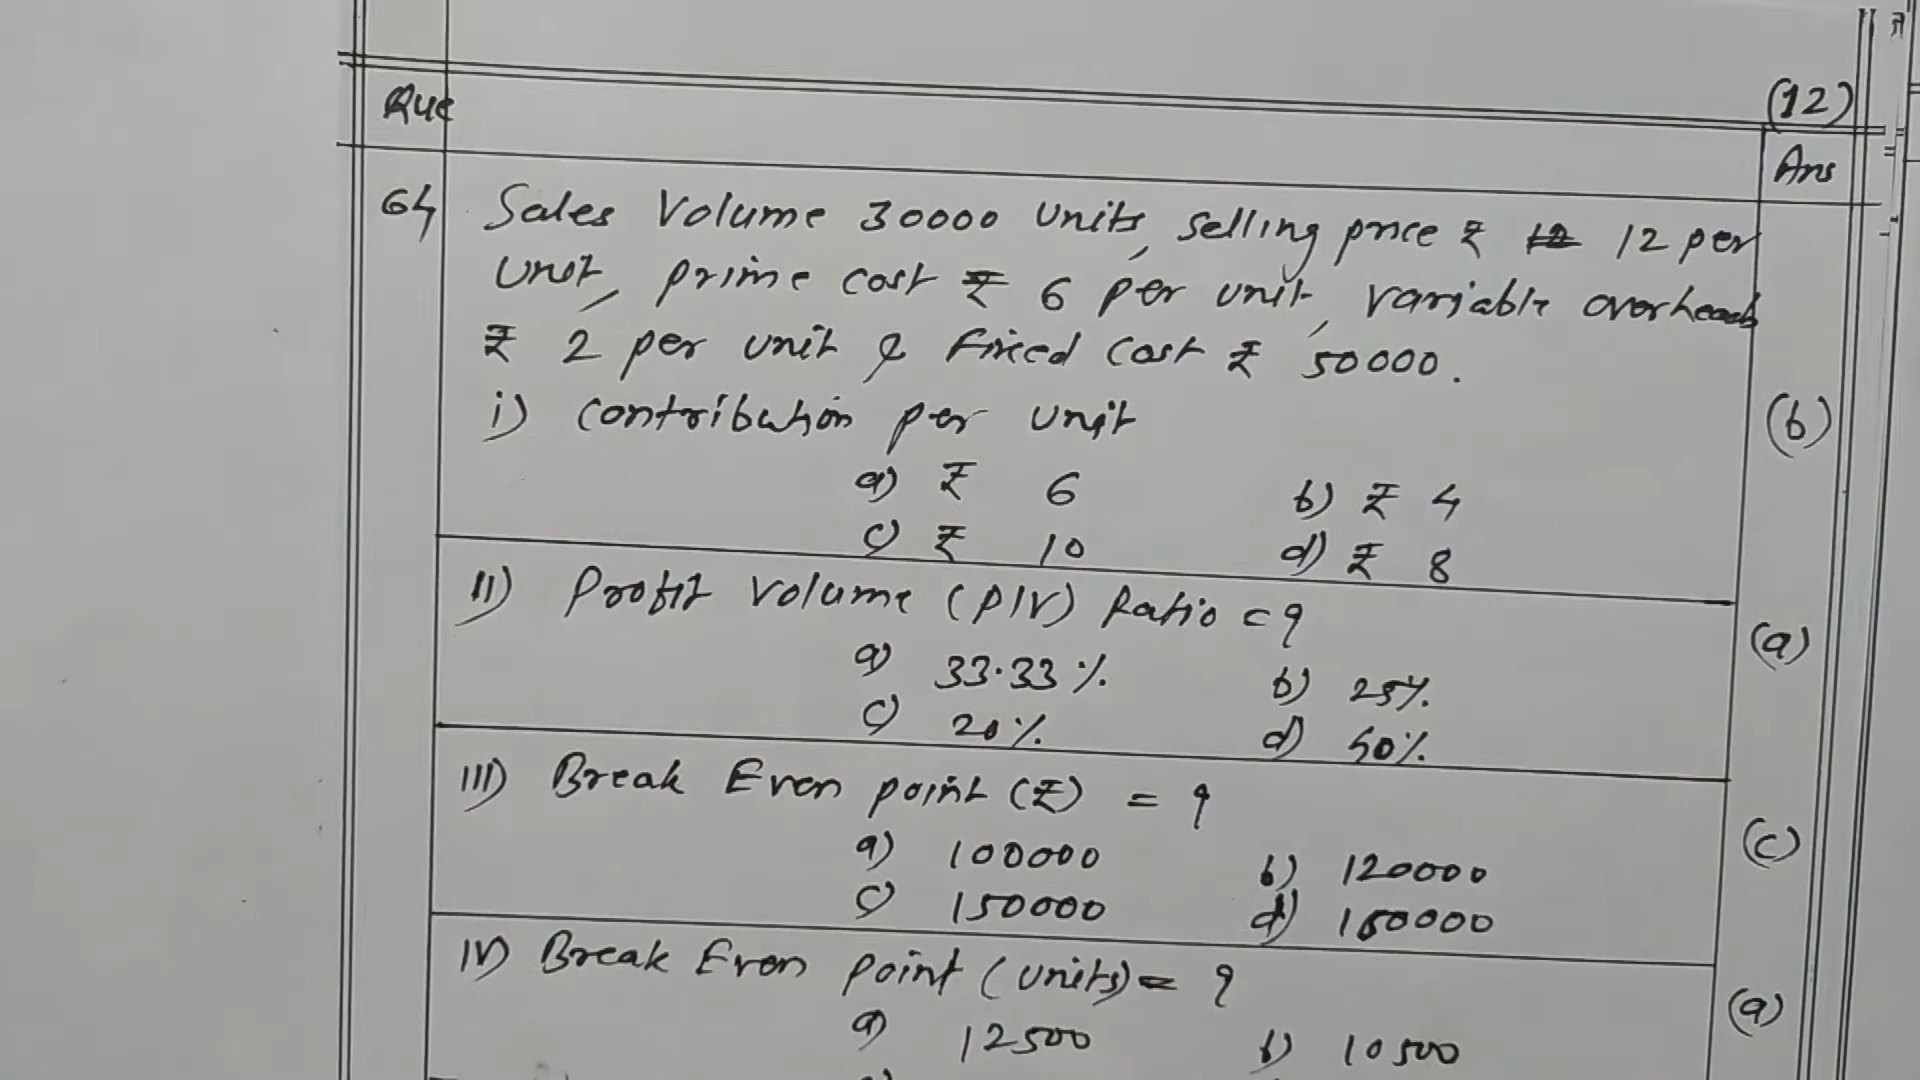 Que
(12)
Ans
64 Sales Volume 30000 Units, selling price ₹ 12 per
Unit, prime cost ₹ 6 per unit, variable overheads
₹ 2 per unit & Fixed Cost ₹ 50000.
i) Contribution per unit (b)
a) ₹ 6 b) ₹ 4
c) ₹ 10 d) ₹ 8
II) Profit Volume (P/V) Ratio = ? (a)
a) 33.33 % b) 25%
c) 20% d) 50%
III) Break Even point (₹) = ? (c)
a) 100000 b) 120000
c) 150000 d) 160000
IV) Break Even point (units) = ? (a)
a) 12500 b) 10500